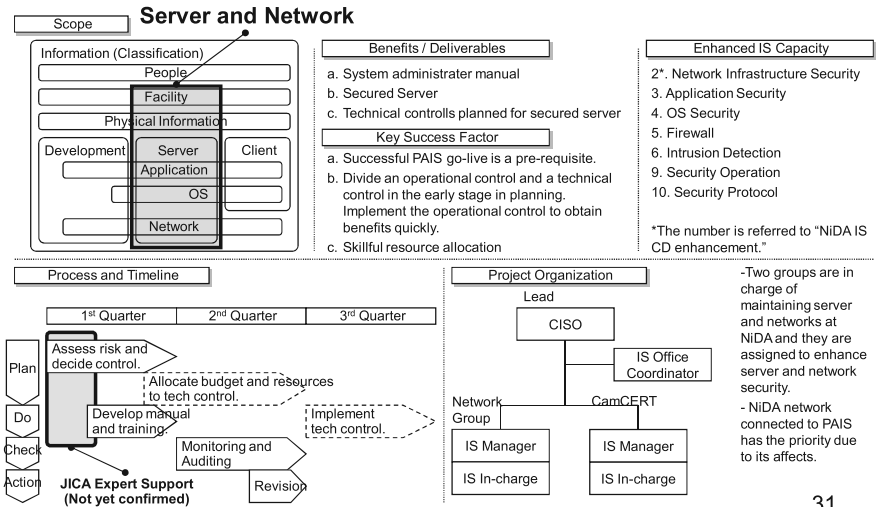 Scope
Server and Network
Information (Classification)
People
Facility
Physical Information
Development
Server
Client
Application
OS
Network
Benefits / Deliverables
a. System administrater manual
b. Secured Server
c. Technical controlls planned for secured server
Key Success Factor
a. Successful PAIS go-live is a pre-requisite.
b. Divide an operational control and a technical
control in the early stage in planning.
Implement the operational control to obtain
benefits quickly.
c. Skillful resource allocation
Enhanced IS Capacity
2*. Network Infrastructure Security
3. Application Security
4. OS Security
5. Firewall
6. Intrusion Detection
9. Security Operation
10. Security Protocol
*The number is referred to “NiDA IS
CD enhancement.”
Process and Timeline
1st Quarter
2nd Quarter
3rd Quarter
Plan
Do
Check
Action
Assess risk and
decide control.
Allocate budget and resources
to tech control.
Develop manual
and training.
Implement
tech control.
Monitoring and
Auditing
Revision
JICA Expert Support
(Not yet confirmed)
Project Organization
Lead
CISO
IS Office
Coordinator
Network
Group
CamCERT
IS Manager
IS In-charge
IS Manager
IS In-charge
-Two groups are in
charge of
maintaining server
and networks at
NiDA and they are
assigned to enhance
server and network
security.
- NiDA network
connected to PAIS
has the priority due
to its affects.
31